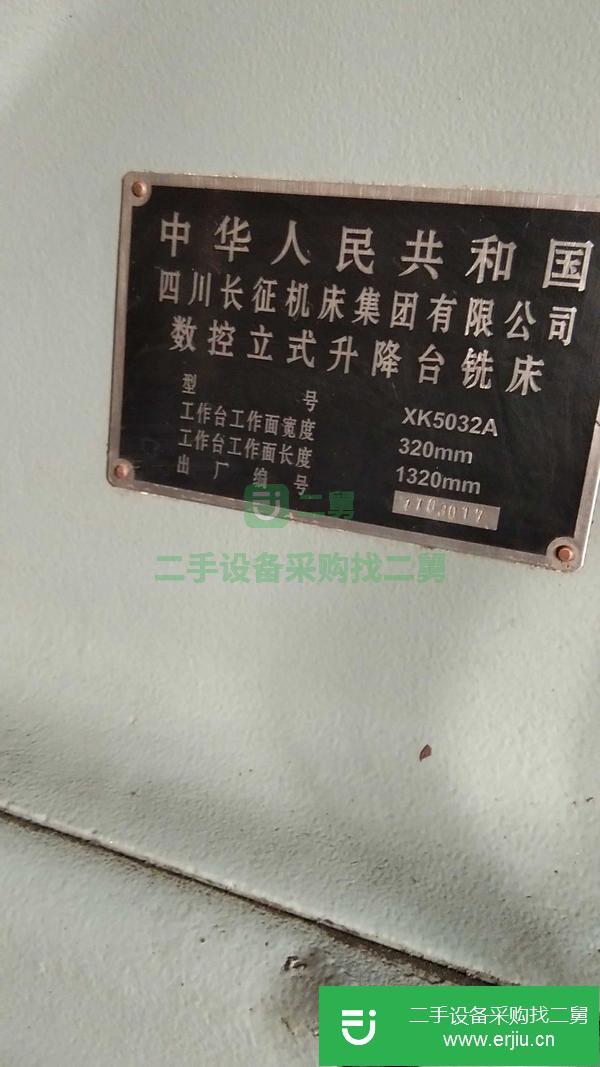 中华人民共和国
四川长征机床集团有限公司
数控立式升降台铣床
型号 XK5032A
工作台工作面宽度 320mm
工作台工作面长度 1320mm
出厂编号 1103017
二舅
二手设备采购找二舅
二手设备采购找二舅
www.erjiu.cn